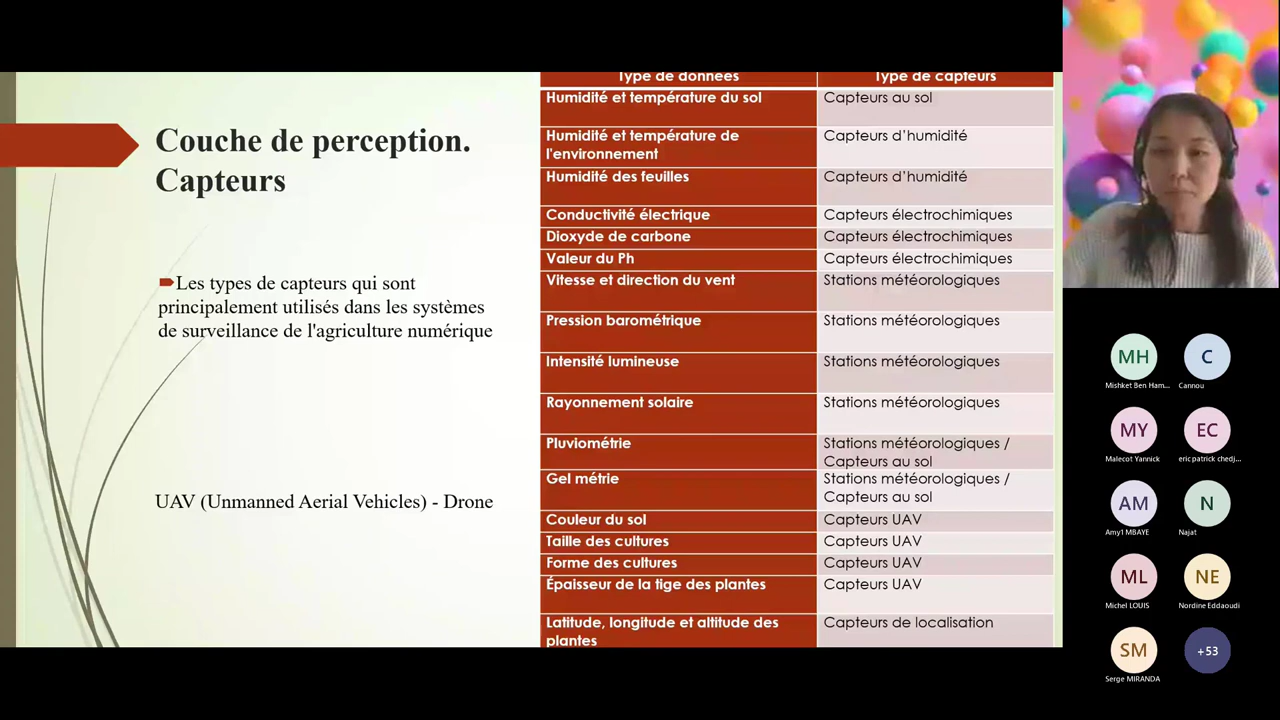 Couche de perception.
Capteurs
Les types de capteurs qui sont
principalement utilisés dans les systèmes
de surveillance de l'agriculture numérique
UAV (Unmanned Aerial Vehicles) - Drone
Type de données Type de capteurs
Humidité et température du sol Capteurs au sol
Humidité et température de Capteurs d'humidité
l'environnement
Humidité des feuilles Capteurs d'humidité
Conductivité électrique Capteurs électrochimiques
Dioxyde de carbone Capteurs électrochimiques
Valeur du Ph Capteurs électrochimiques
Vitesse et direction du vent Stations météorologiques
Pression barométrique Stations météorologiques
Intensité lumineuse Stations météorologiques
Rayonnement solaire Stations météorologiques
Pluviométrie Stations météorologiques /
Capteurs au sol
Gel métrie Stations météorologiques /
Capteurs au sol
Couleur du sol Capteurs UAV
Taille des cultures Capteurs UAV
Forme des cultures Capteurs UAV
Épaisseur de la tige des plantes Capteurs UAV
Latitude, longitude et altitude des Capteurs de localisation
plantes
MH C
Mishket Ben Ham... Cannou
MY EC
Malecot Yannick eric patrick chedj...
AM N
Amy1 MBAYE Najat
ML NE
Michel LOUIS Nordine Eddaoudi
SM +53
Serge MIRANDA